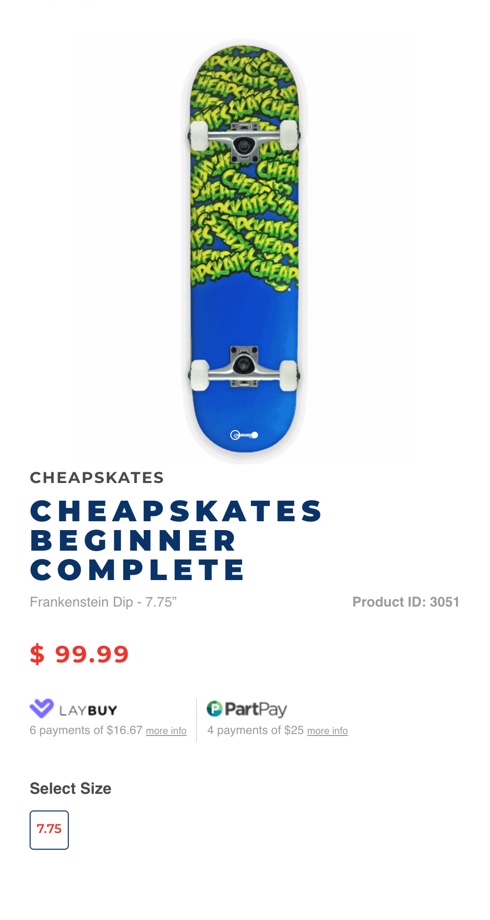 CHEAPSKATES
CHEAPSKATES
BEGINNER
COMPLETE
Frankenstein Dip - 7.75”
Product ID: 3051
$ 99.99
LAYBUY
PartPay
6 payments of $16.67 more info
4 payments of $25 more info
Select Size
7.75